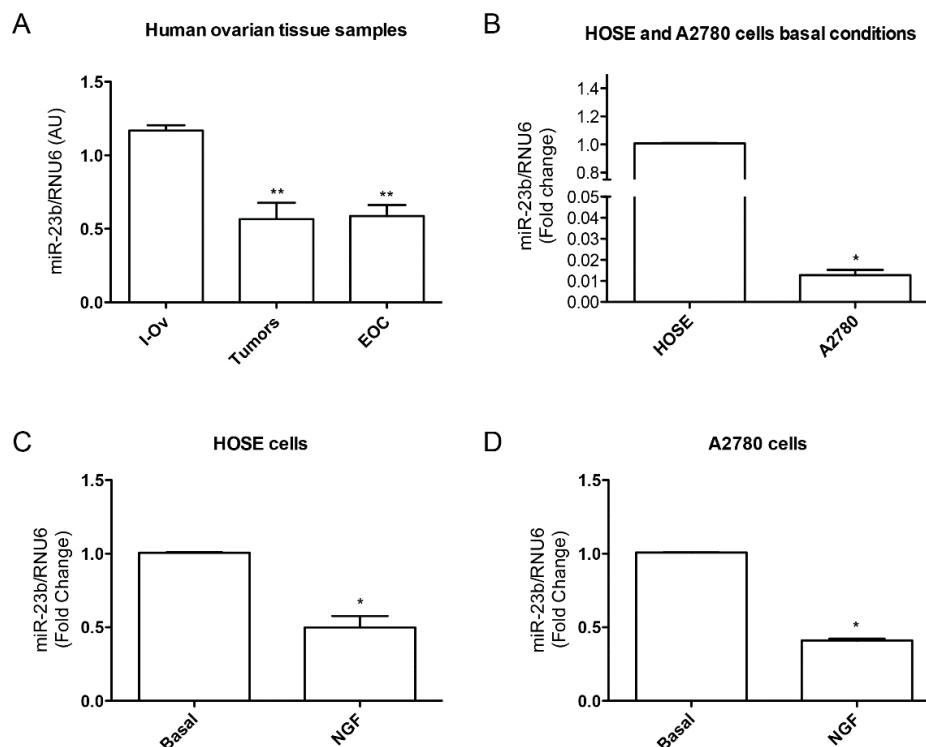 A
Human ovarian tissue samples
miR-23b/RNU6 (AU)
1.5
1.0
0.5
0.0
**
**
I-Ov
Tumors
EOC
B
HOSE and A2780 cells basal conditions
miR-23b/RNU6
(Fold change)
1.4
1.2
1.0
0.8
0.05
0.04
0.03
0.02
0.01
0.00
*
HOSE
A2780
C
HOSE cells
miR-23b/RNU6
(Fold Change)
1.5
1.0
0.5
0.0
*
Basal
NGF
D
A2780 cells
miR-23b/RNU6
(Fold Change)
1.5
1.0
0.5
0.0
*
Basal
NGF